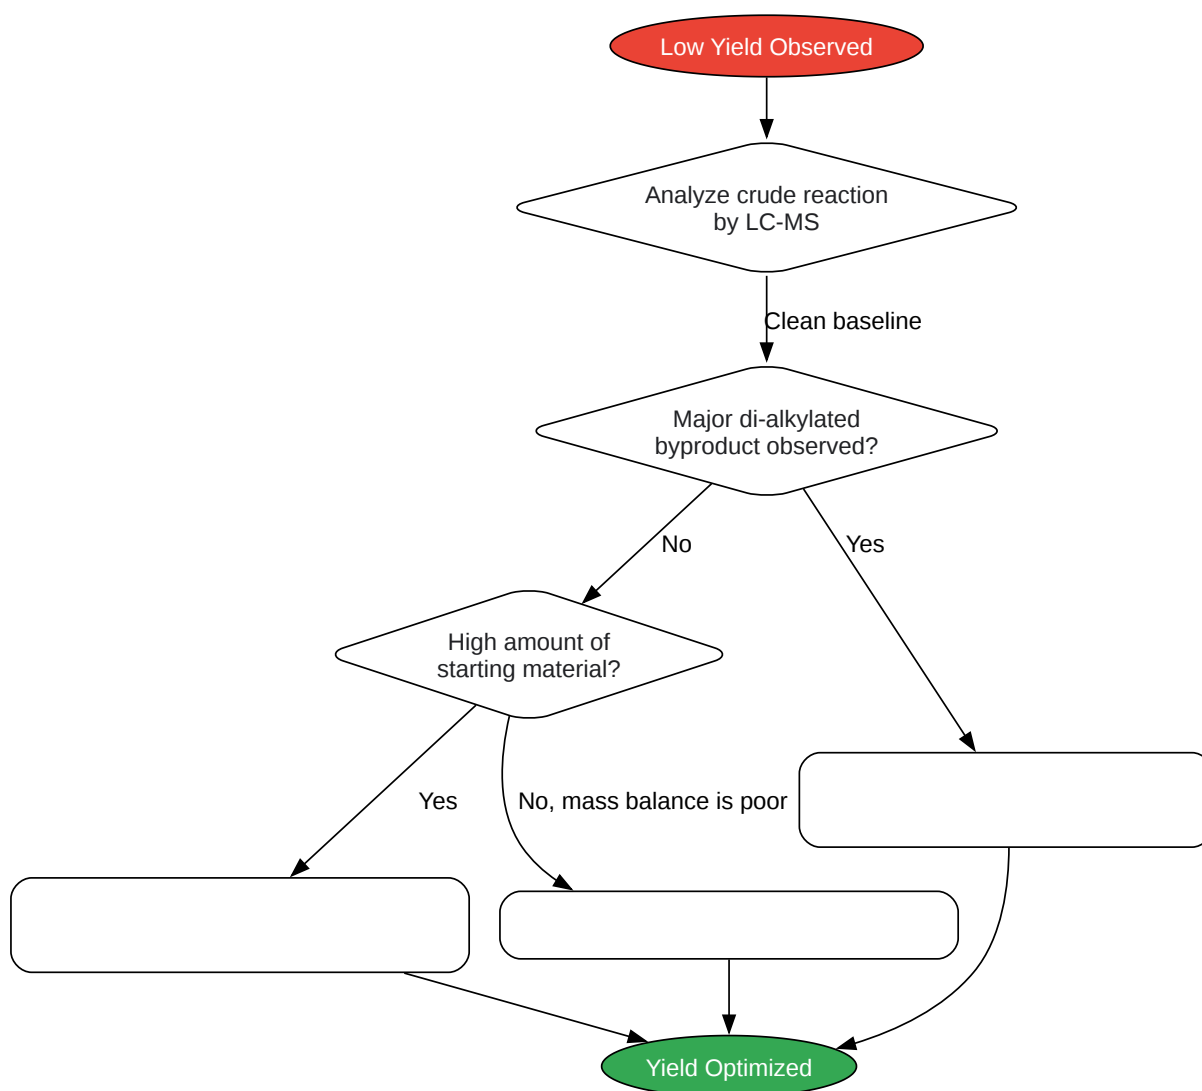 Low Yield Observed
Analyze crude reaction
by LC-MS
Clean baseline
Major di-alkylated
byproduct observed?
No
Yes
High amount of
starting material?
Yes
No, mass balance is poor
Yield Optimized